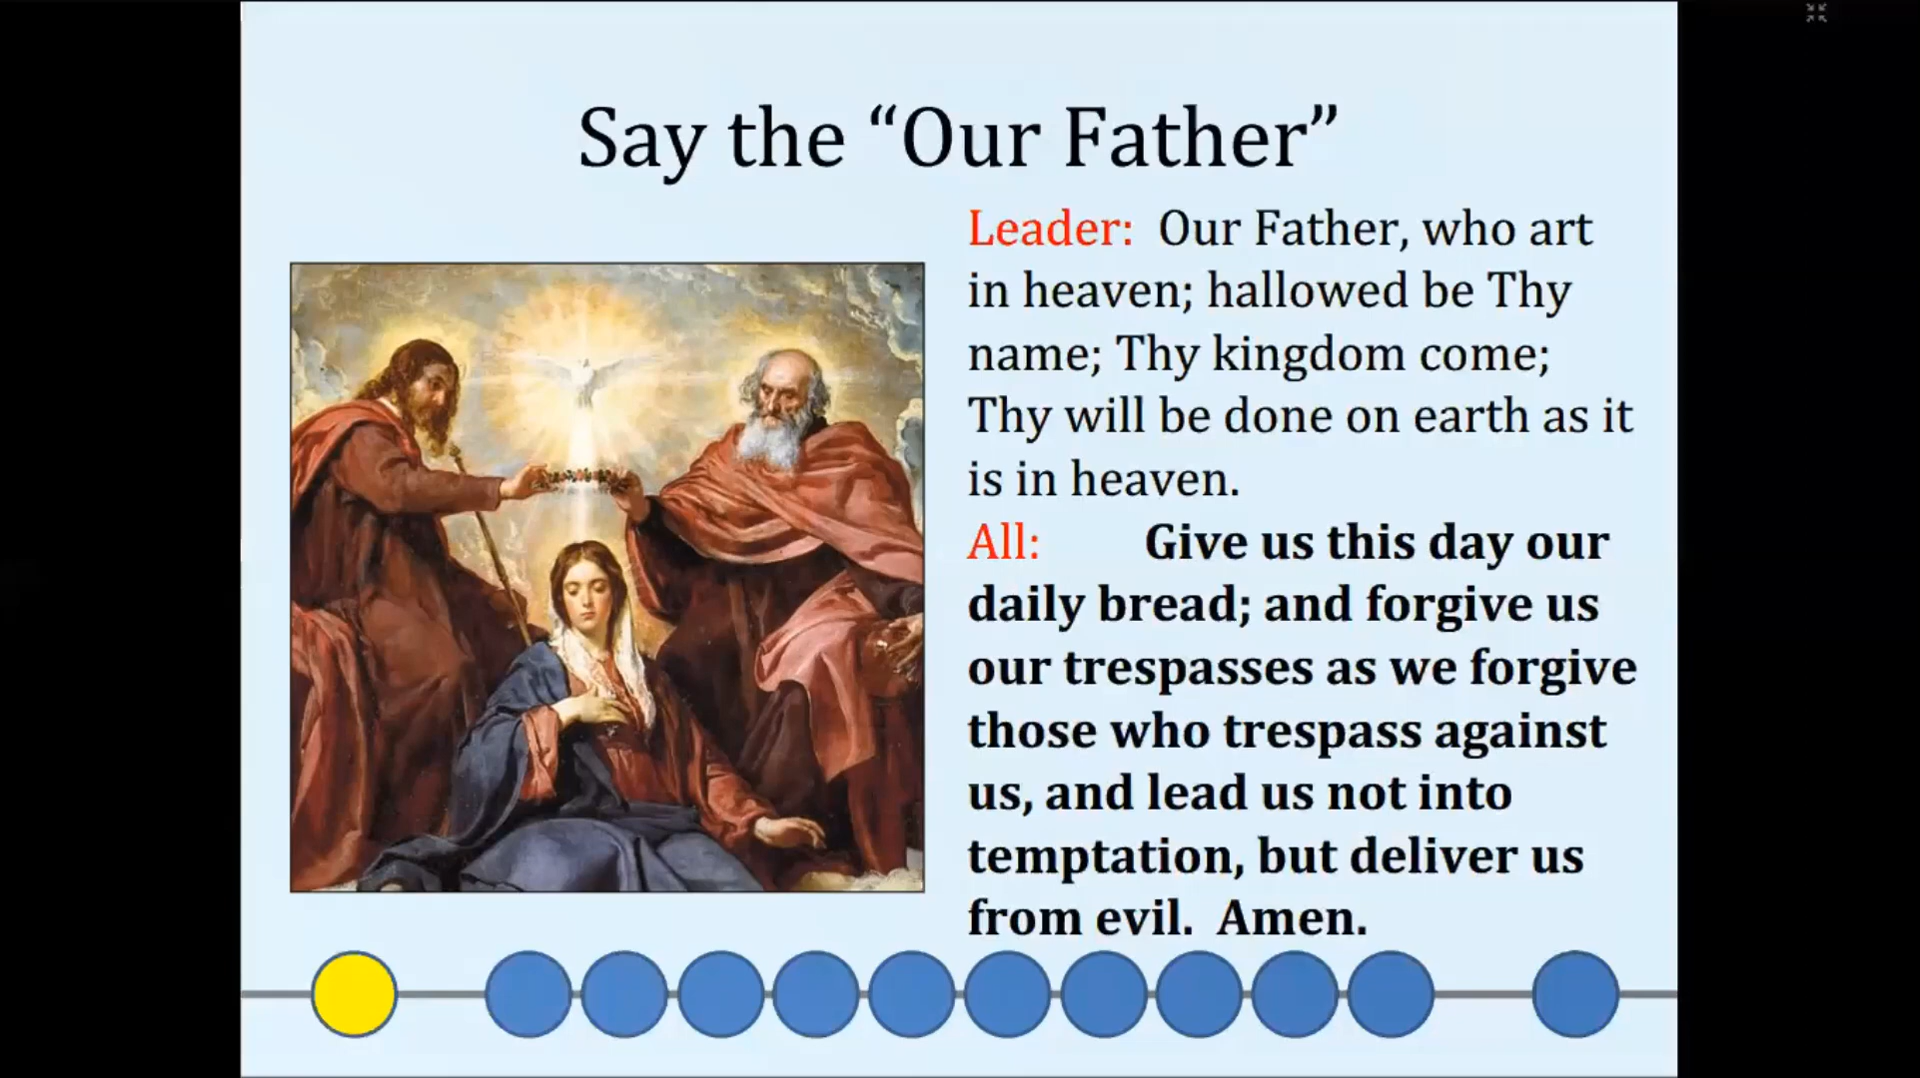 Say the “Our Father”
Leader:  Our Father, who art
in heaven; hallowed be Thy
name; Thy kingdom come;
Thy will be done on earth as it
is in heaven.
All: Give us this day our
daily bread; and forgive us
our trespasses as we forgive
those who trespass against
us, and lead us not into
temptation, but deliver us
from evil.  Amen.